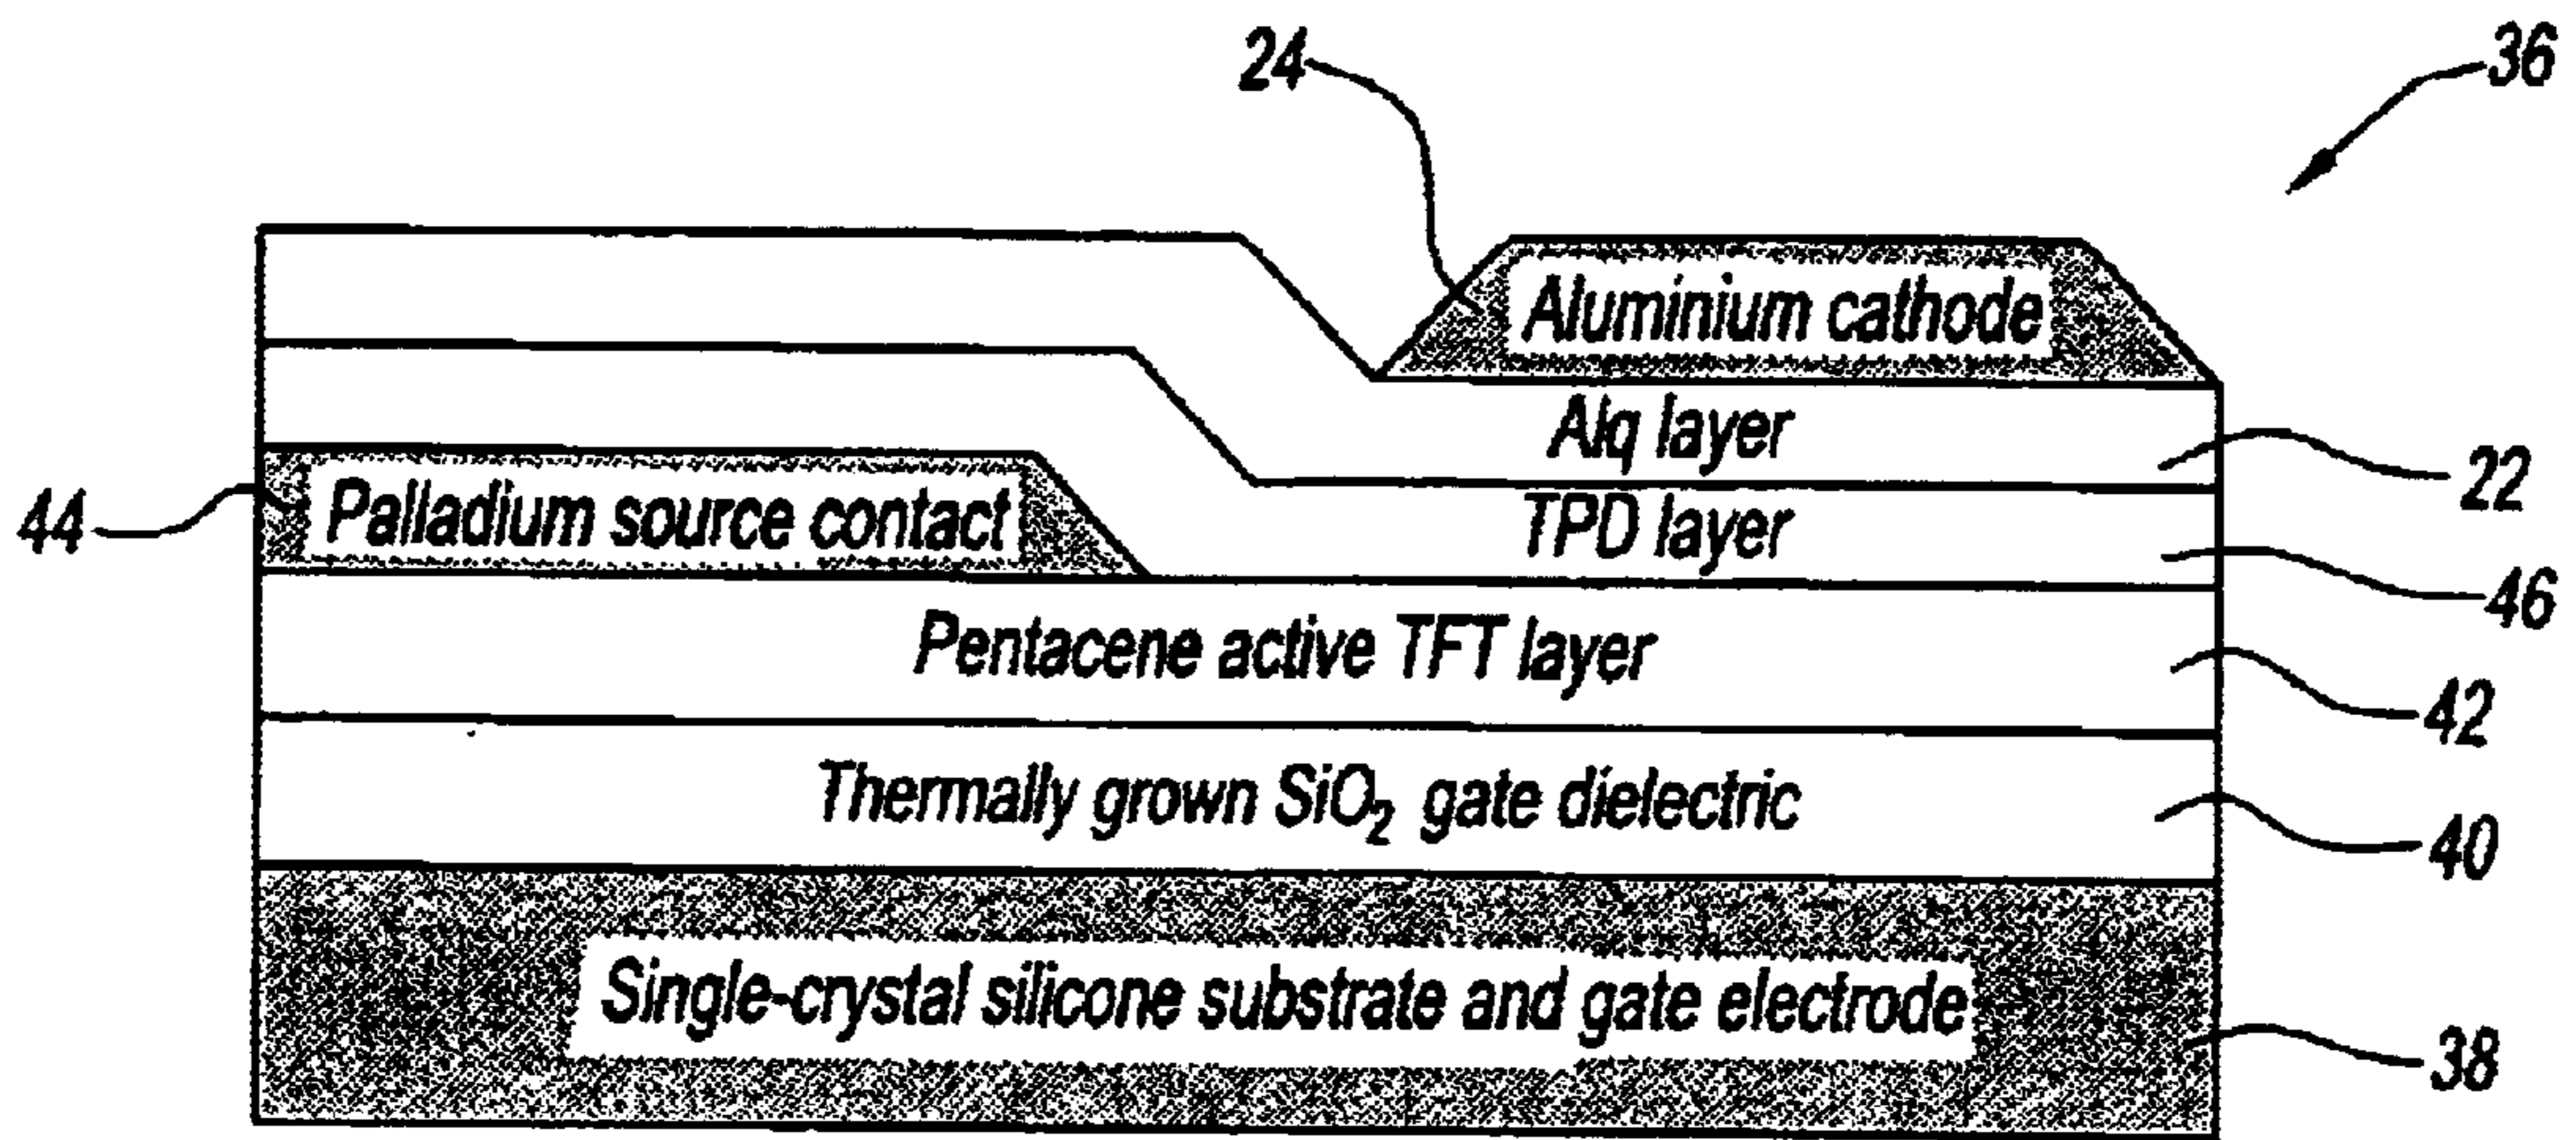 24
36
Aluminium cathode
Alq layer
22
44
Palladium source contact
TPD layer
46
Pentacene active TFT layer
42
Thermally grown SiO₂ gate dielectric
40
Single-crystal silicone substrate and gate electrode
38